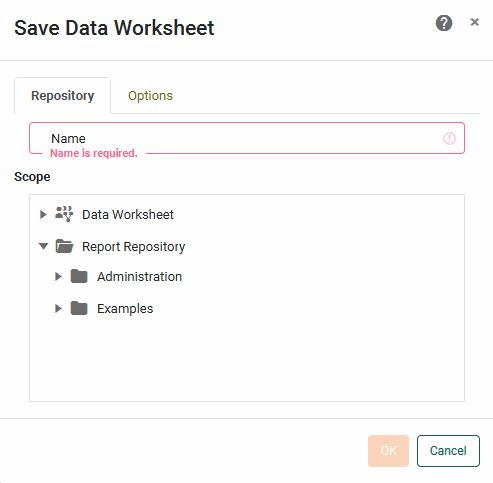 Save Data Worksheet
Repository Options
Name
Name is required.
Scope
Data Worksheet
Report Repository
Administration
Examples
OK Cancel